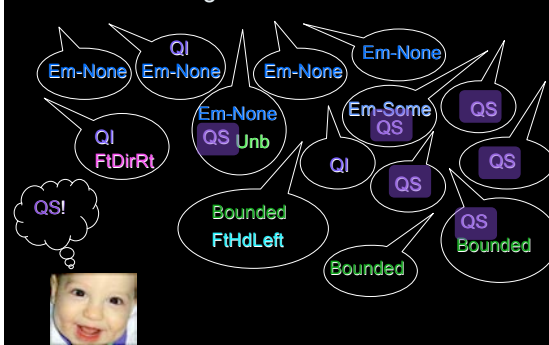 Em-None
QI
Em-None
Em-None
Em-None
Em-None
QS Unb
Em-Some
QS
QS
QI
FtDirRt
QI
QS
QS
QS!
Bounded
FtHdLeft
QS
Bounded
Bounded